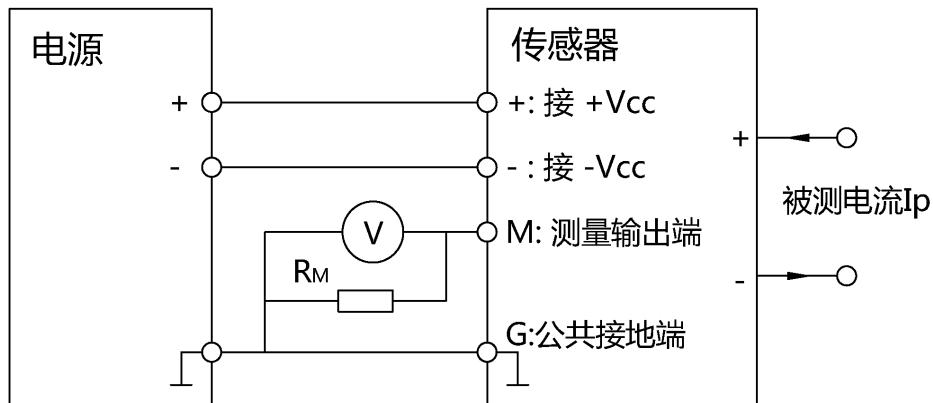 电源
传感器
+
+: 接 +Vcc
-
- : 接 -Vcc
+
被测电流Ip
-
V
M: 测量输出端
RM
G:公共接地端